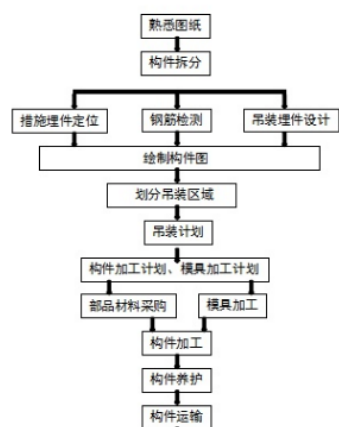 熟悉图纸
构件拆分
措施埋件定位
钢筋检测
吊装埋件设计
绘制构件图
划分吊装区域
吊装计划
构件加工计划、模具加工计划
部品材料采购
模具加工
构件加工
构件养护
构件运输